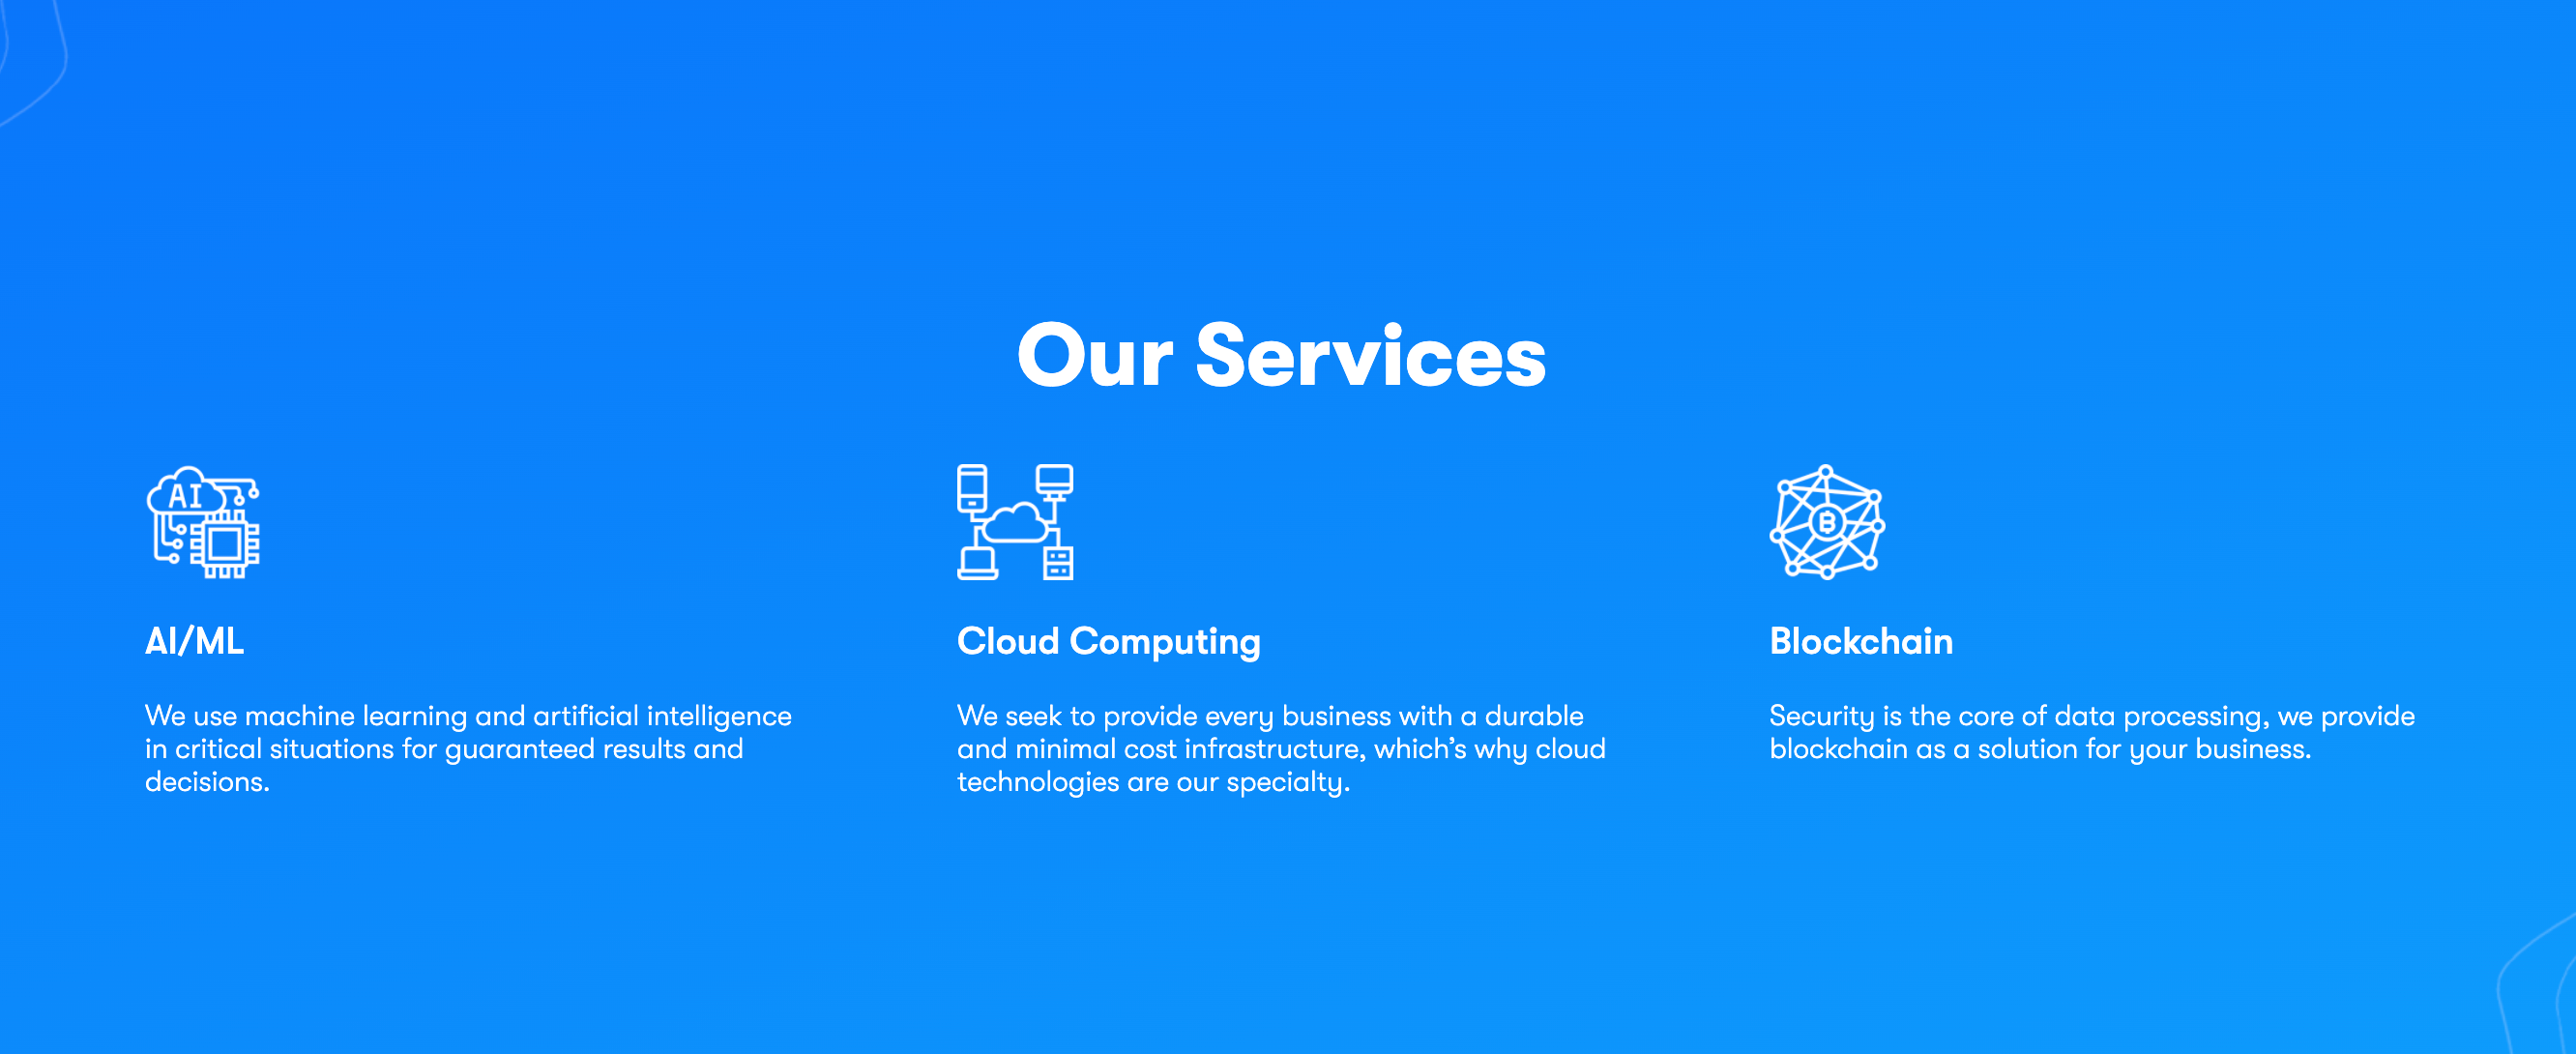 Our Services
AI
AI/ML
We use machine learning and artificial intelligence
in critical situations for guaranteed results and
decisions.
Cloud Computing
We seek to provide every business with a durable
and minimal cost infrastructure, which’s why cloud
technologies are our specialty.
B
Blockchain
Security is the core of data processing, we provide
blockchain as a solution for your business.